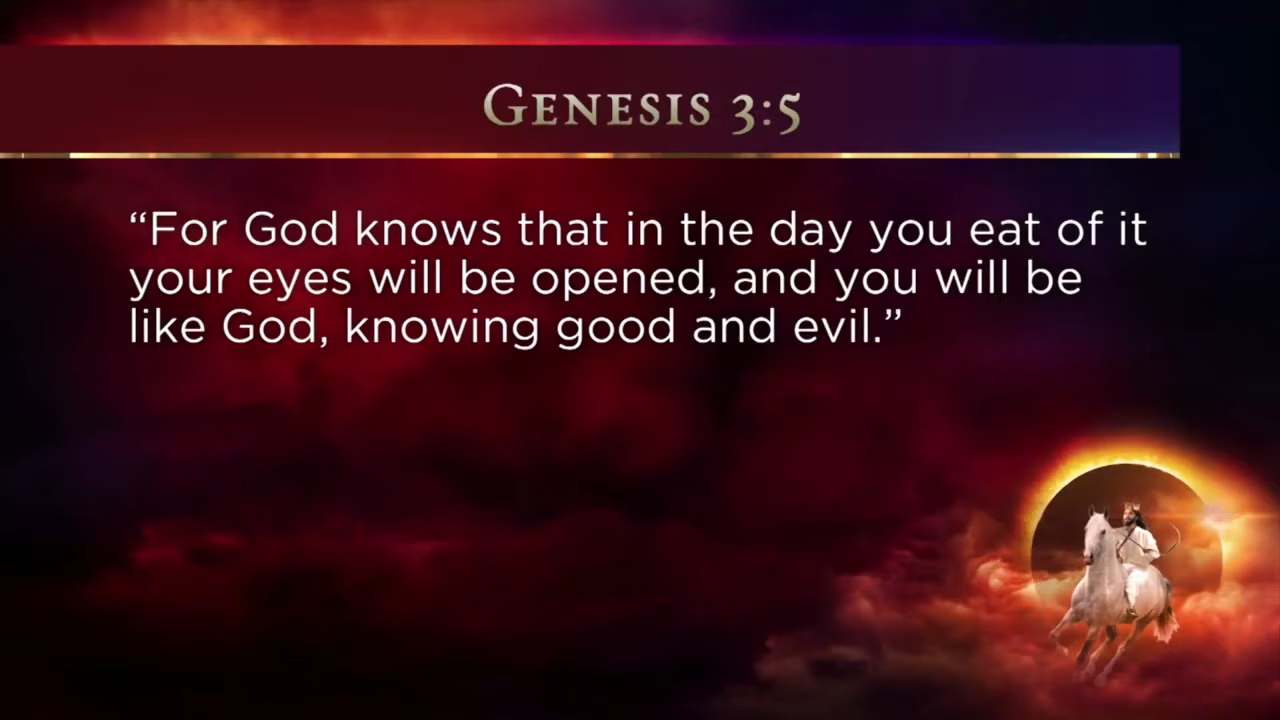 Genesis 3:5
“For God knows that in the day you eat of it
your eyes will be opened, and you will be
like God, knowing good and evil.”